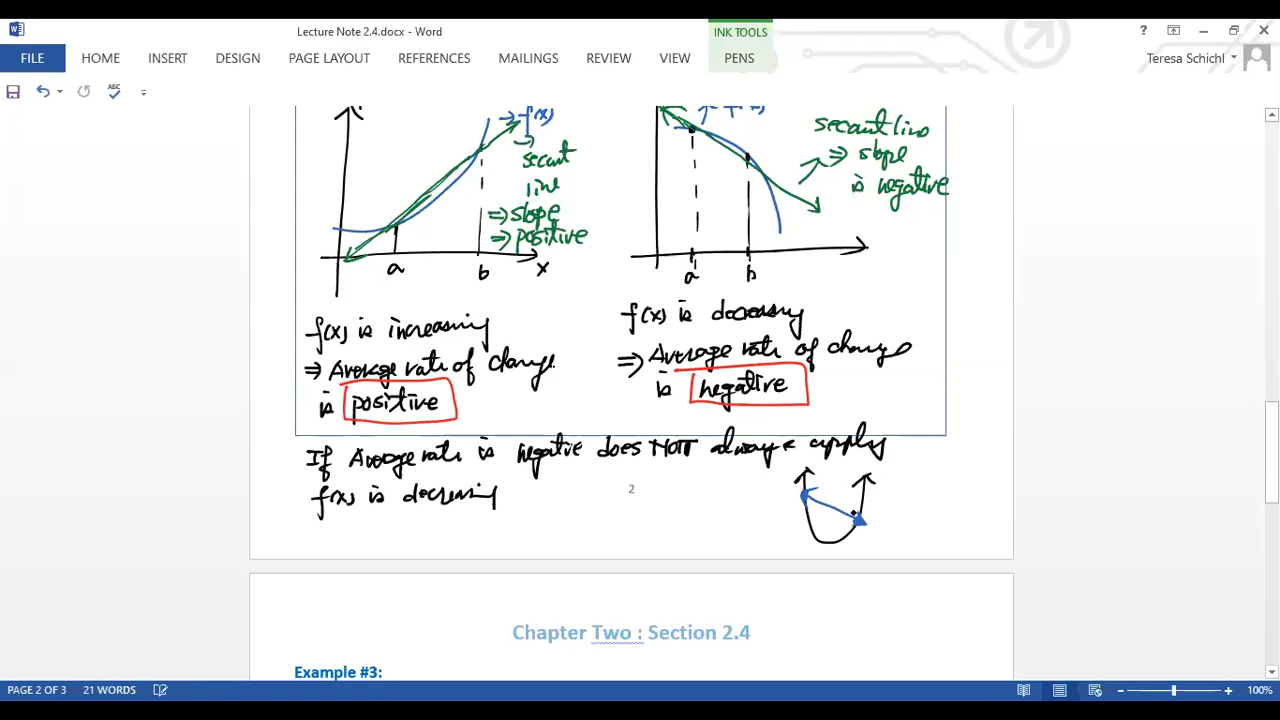 Lecture Note 2.4.docx - Word
INK TOOLS
?
FILE HOME INSERT DESIGN PAGE LAYOUT REFERENCES MAILINGS REVIEW VIEW PENS
Teresa Schichl
ABC
f(x)
secant
line
⇒ slope
⇒ positive
a b x
secant line
⇒ slope
is negative
a b
f(x) is increasing
⇒ Average rate of change
is positive
f(x) is decreasing
⇒ Average rate of change
is negative
If Average rate is negative does NOT always apply
f(x) is decreasing
2
Chapter Two : Section 2.4
Example #3:
PAGE 2 OF 3 21 WORDS
100%